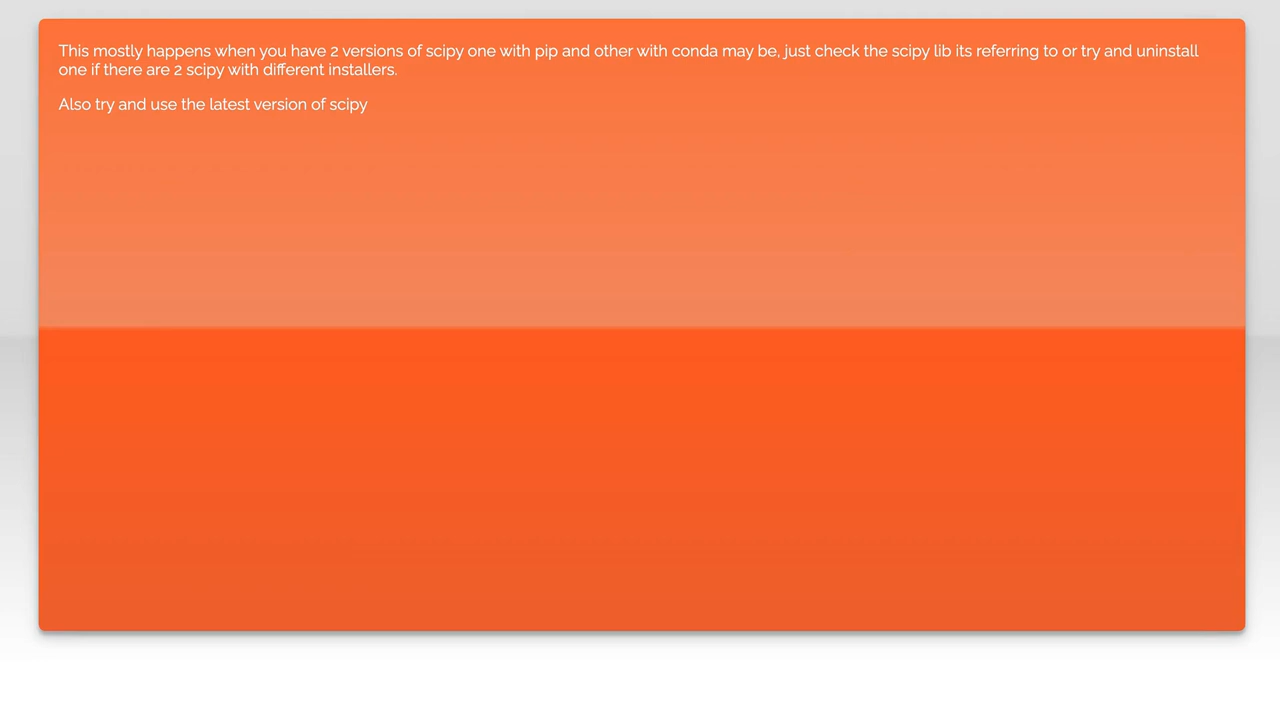 This mostly happens when you have 2 versions of scipy one with pip and other with conda may be, just check the scipy lib its referring to or try and uninstall
one if there are 2 scipy with different installers.
Also try and use the latest version of scipy